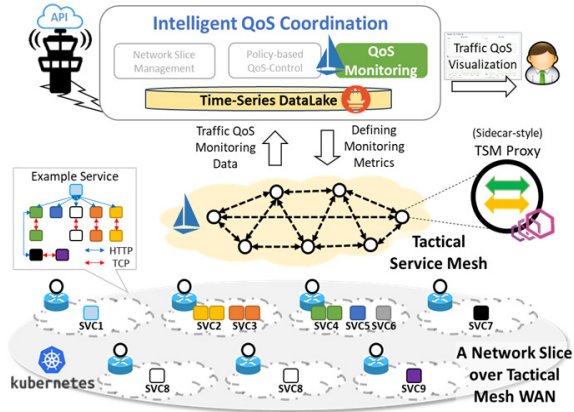 API
Intelligent QoS Coordination
Network Slice
Management
Policy-based
QoS-Control
QoS
Monitoring
Time-Series DataLake
Traffic QoS
Visualization
Traffic QoS
Monitoring
Data
Defining
Monitoring
Metrics
(Sidecar-style)
TSM Proxy
Example Service
HTTP
TCP
Tactical
Service Mesh
SVC1
SVC2
SVC3
SVC4
SVC5
SVC6
SVC7
SVC8
SVC8
SVC9
kubernetes
A Network Slice
over Tactical
Mesh WAN